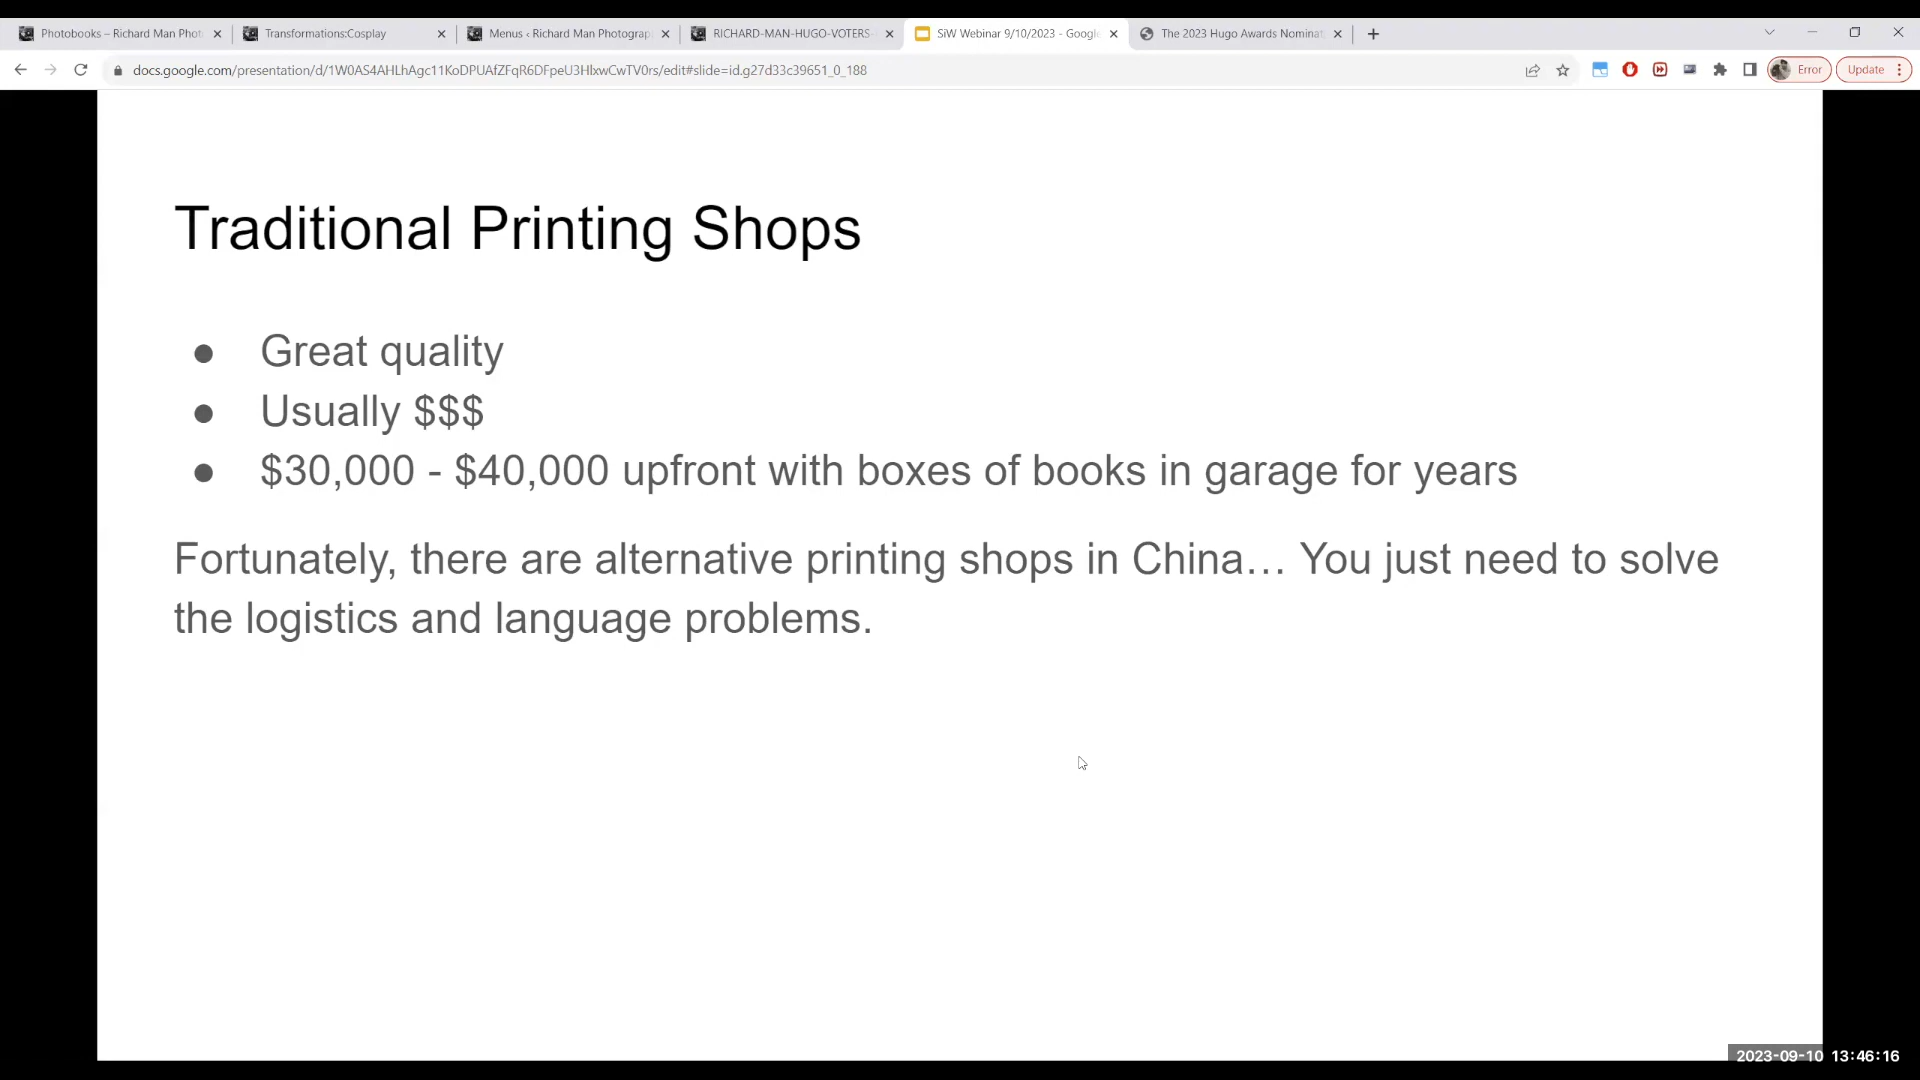 Photobooks – Richard Man Phot
Transformations:Cosplay
Menus ‹ Richard Man Photograp
RICHARD-MAN-HUGO-VOTERS-
SiW Webinar 9/10/2023 - Google
The 2023 Hugo Awards Nominat
docs.google.com/presentation/d/1W0AS4AHLhAgc11KoDPUAfZFqR6DFpeU3HlxwCwTV0rs/edit#slide=id.g27d33c39651_0_188
Error
Update
Traditional Printing Shops
● Great quality
● Usually $$$
● $30,000 - $40,000 upfront with boxes of books in garage for years
Fortunately, there are alternative printing shops in China… You just need to solve
the logistics and language problems.
2023-09-10 13:46:16